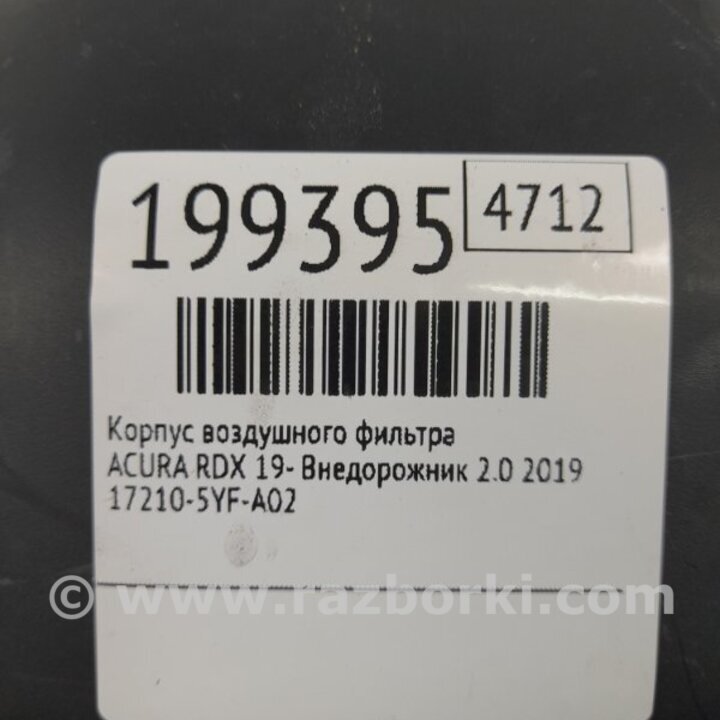 199395
4712
Корпус воздушного фильтра
ACURA RDX 19- Внедорожник 2.0 2019
17210-5YF-A02
© www.razborki.com